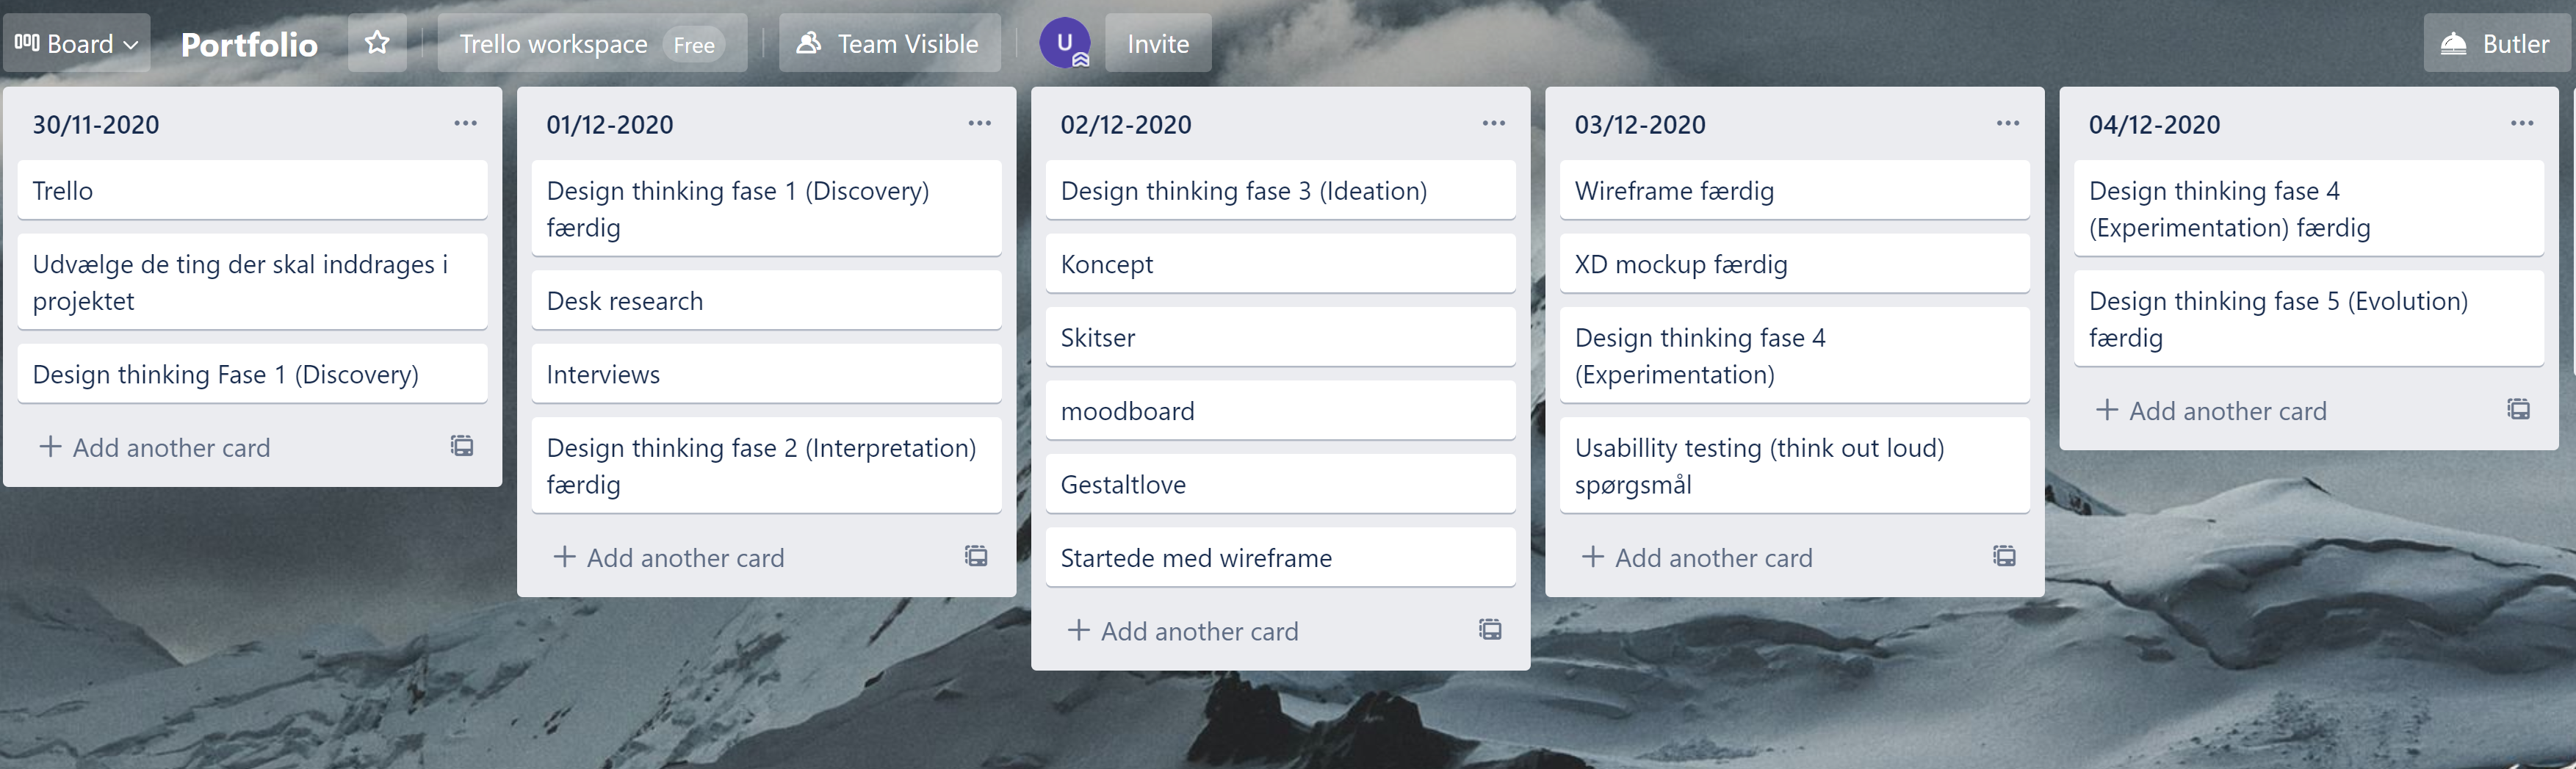 Board
Portfolio
Trello workspace Free
Team Visible
U
Invite
Butler
30/11-2020
Trello
Udvælge de ting der skal inddrages i
projektet
Design thinking Fase 1 (Discovery)
+ Add another card
01/12-2020
Design thinking fase 1 (Discovery)
færdig
Desk research
Interviews
Design thinking fase 2 (Interpretation)
færdig
+ Add another card
02/12-2020
Design thinking fase 3 (Ideation)
Koncept
Skitser
moodboard
Gestaltlove
Startede med wireframe
+ Add another card
03/12-2020
Wireframe færdig
XD mockup færdig
Design thinking fase 4
(Experimentation)
Usabillity testing (think out loud)
spørgsmål
+ Add another card
04/12-2020
Design thinking fase 4
(Experimentation) færdig
Design thinking fase 5 (Evolution)
færdig
+ Add another card